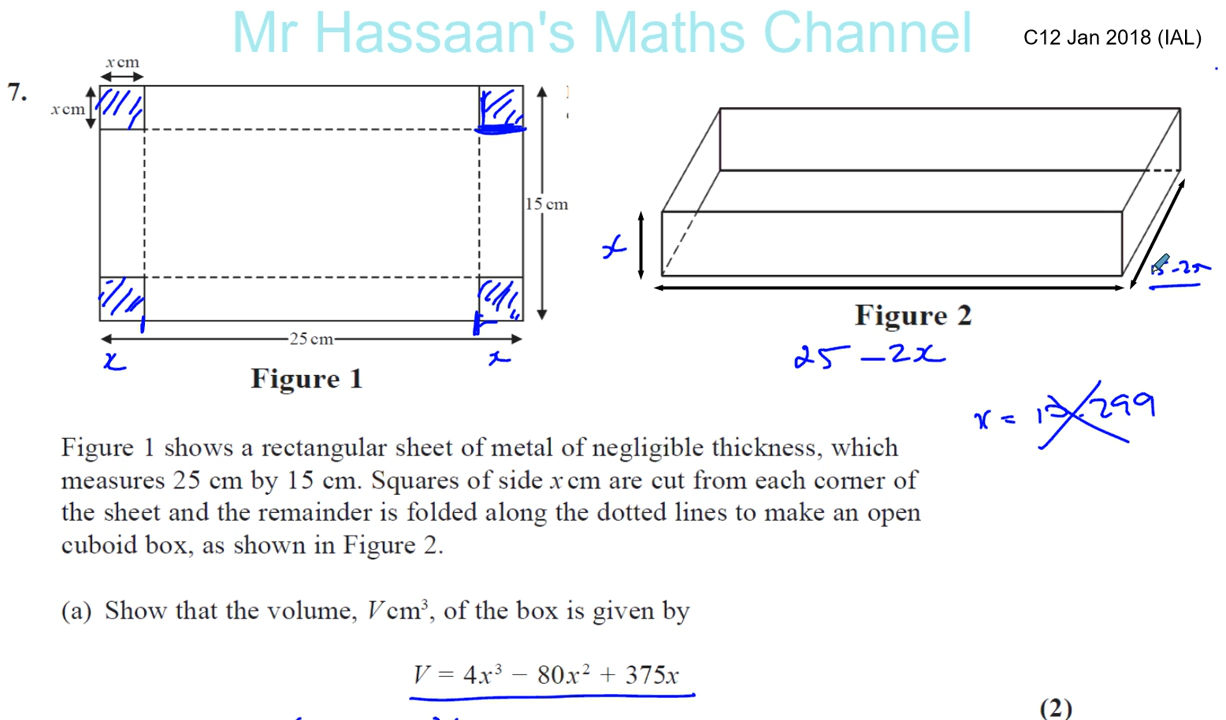 Mr Hassaan's Maths Channel
C12 Jan 2018 (IAL)
7.
x cm
x cm
15 cm
25 cm
x
x
Figure 1
x
5-2x
Figure 2
25 - 2x
x =
299
Figure 1 shows a rectangular sheet of metal of negligible thickness, which
measures 25 cm by 15 cm. Squares of side x cm are cut from each corner of
the sheet and the remainder is folded along the dotted lines to make an open
cuboid box, as shown in Figure 2.
(a) Show that the volume, V cm³, of the box is given by
V = 4x³ − 80x² + 375x
(2)